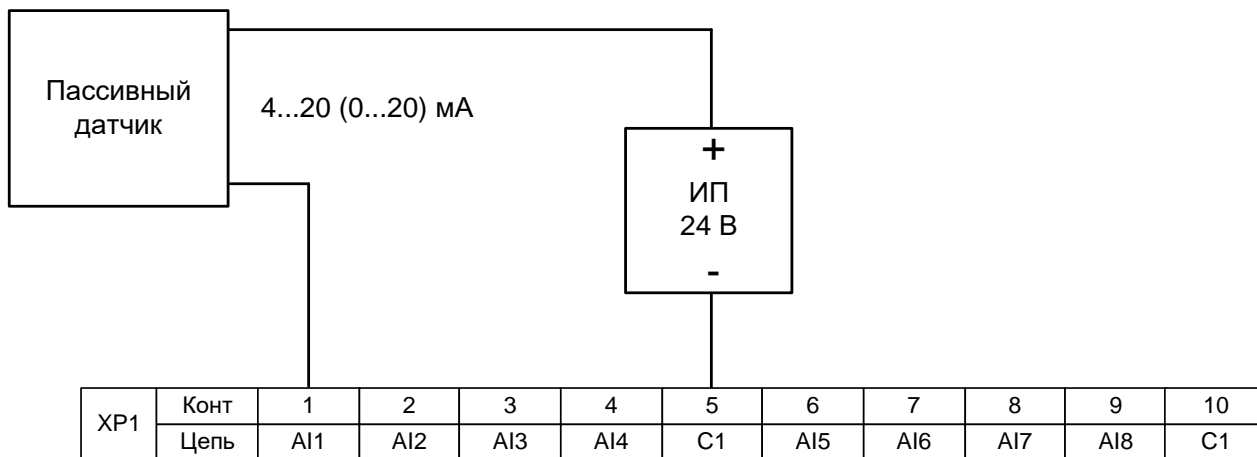 Пассивный
датчик
4...20 (0...20) мА
+
ИП
24 В
-
XP1 Конт 1 2 3 4 5 6 7 8 9 10
Цепь AI1 AI2 AI3 AI4 C1 AI5 AI6 AI7 AI8 C1